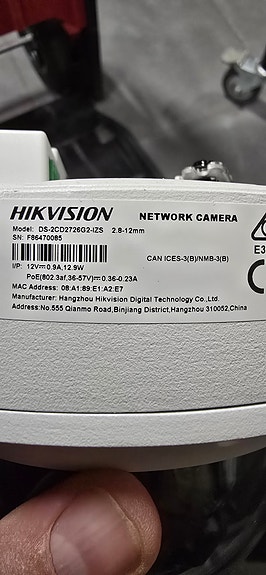 HIKVISION NETWORK CAMERA
Model: DS-2CD2726G2-IZS 2.8-12mm
SN: F86470085
CAN ICES-3(B)/NMB-3(B)
I/P: 12V⎓0.9A,12.9W
PoE(802.3af,36-57V)⎓0.36-0.23A
MAC Address: 08:A1:89:E1:A2:E7
Manufacturer: Hangzhou Hikvision Digital Technology Co.,Ltd.
Address:No.555 Qianmo Road,Binjiang District,Hangzhou 310052,China